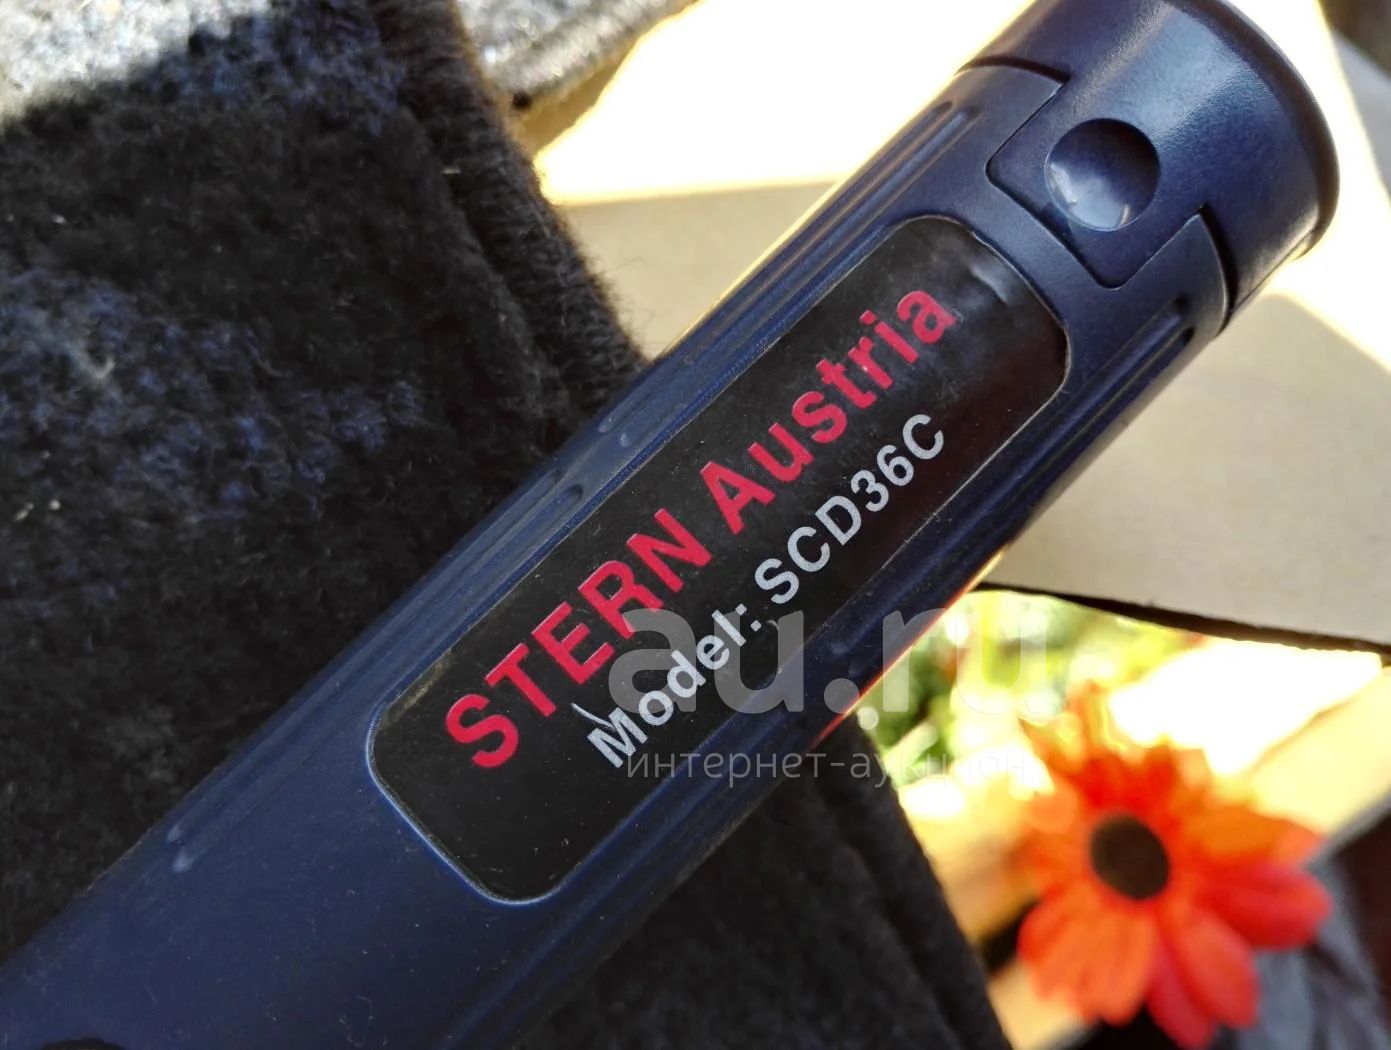 STERN Austria
Model: SCD36C
au.ru
интернет-аукцион